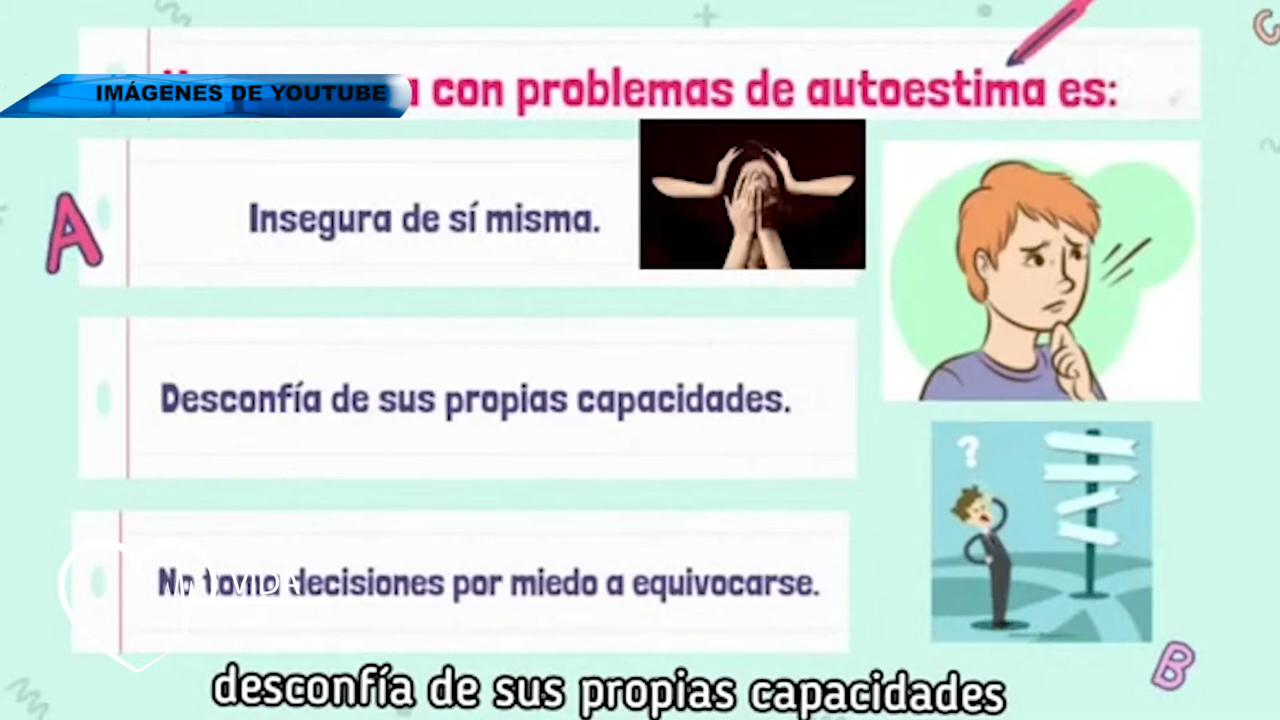 IMÁGENES DE YOUTUBE
con problemas de autoestima es:
A
Insegura de sí misma.
Desconfía de sus propias capacidades.
decisiones por miedo a equivocarse.
VIDA
B
desconfía de sus propias capacidades